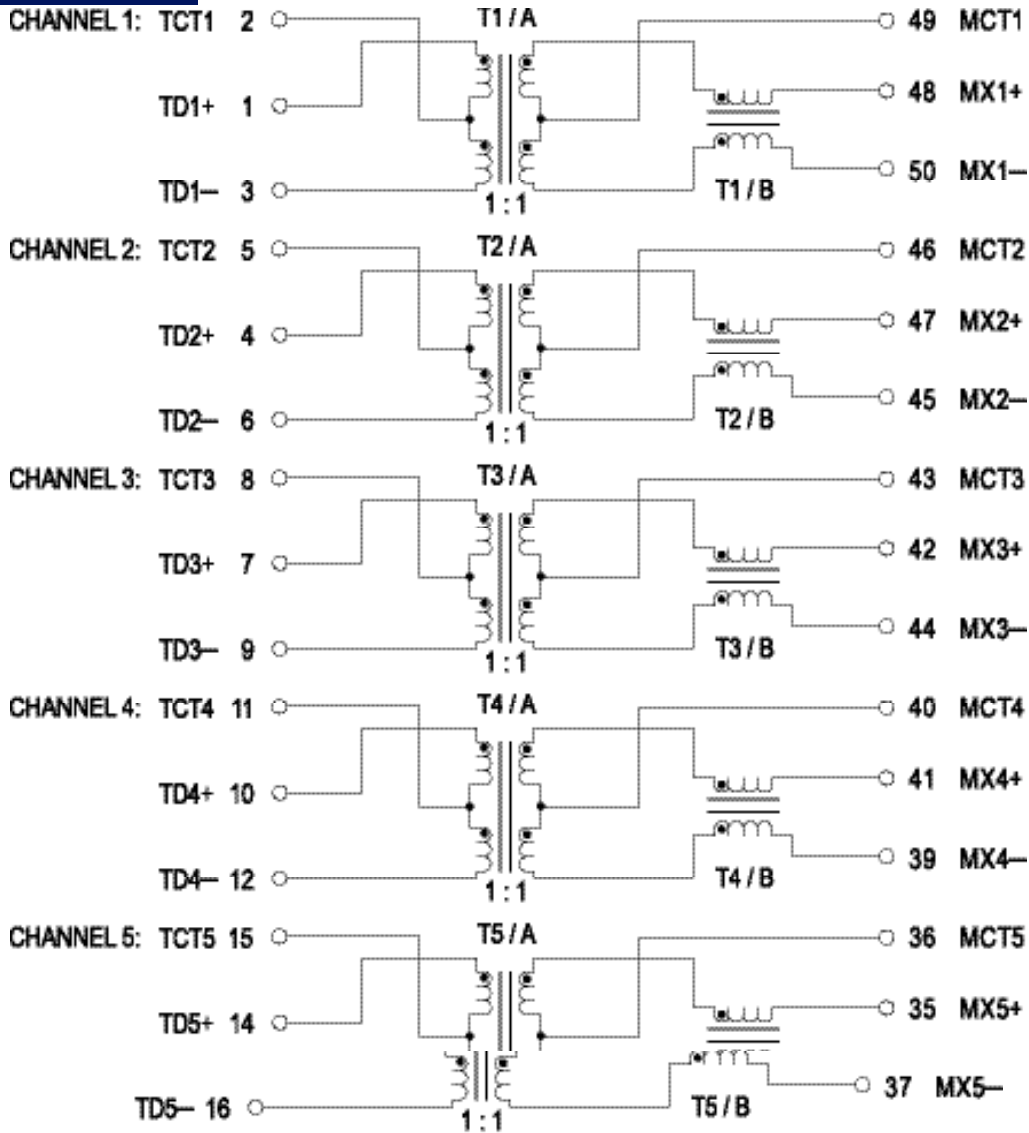 CHANNEL 1: TCT1 2 T1/A 49 MCT1
TD1+ 1 48 MX1+
TD1– 3 1:1 T1/B 50 MX1–
CHANNEL 2: TCT2 5 T2/A 46 MCT2
TD2+ 4 47 MX2+
TD2– 6 1:1 T2/B 45 MX2–
CHANNEL 3: TCT3 8 T3/A 43 MCT3
TD3+ 7 42 MX3+
TD3– 9 1:1 T3/B 44 MX3–
CHANNEL 4: TCT4 11 T4/A 40 MCT4
TD4+ 10 41 MX4+
TD4– 12 1:1 T4/B 39 MX4–
CHANNEL 5: TCT5 15 T5/A 36 MCT5
TD5+ 14 35 MX5+
TD5– 16 1:1 T5/B 37 MX5–